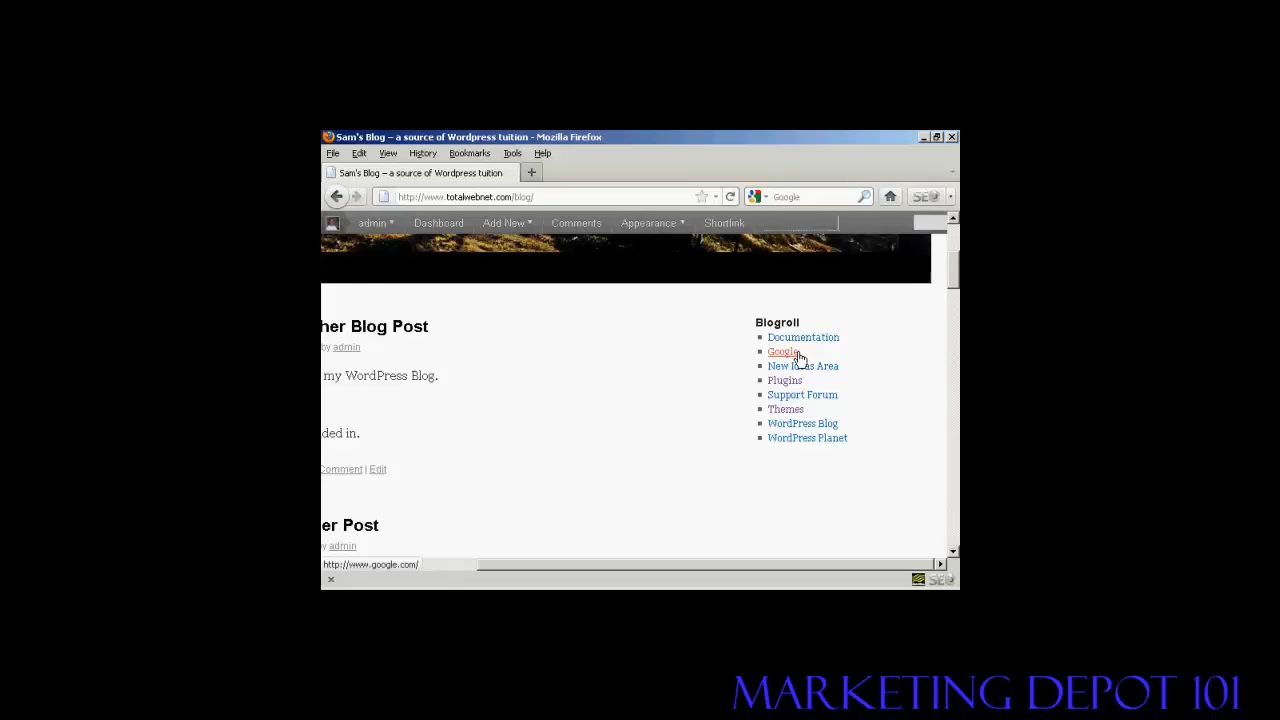 Sam's Blog – a source of Wordpress tuition - Mozilla Firefox
File Edit View History Bookmarks Tools Help
Sam's Blog – a source of Wordpress tuition
http://www.totalwebnet.com/blog/ Google SEO
admin Dashboard Add New Comments Appearance Shortlink
her Blog Post
by admin
my WordPress Blog.
ded in.
Comment | Edit
er Post
by admin
Blogroll
Documentation
Google
New Ideas Area
Plugins
Support Forum
Themes
WordPress Blog
WordPress Planet
http://www.google.com/
SEO
MARKETING DEPOT 101